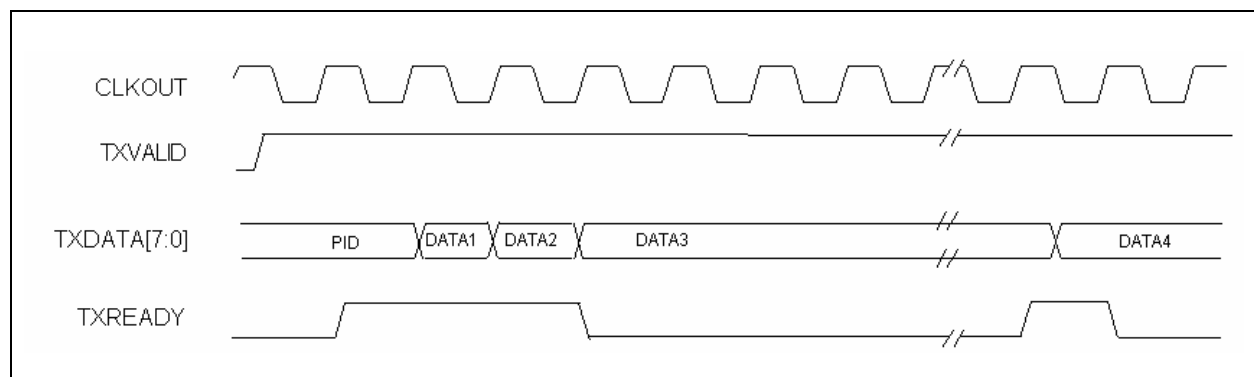 CLKOUT
TXVALID
TXDATA[7:0]
PID
DATA1
DATA2
DATA3
DATA4
TXREADY